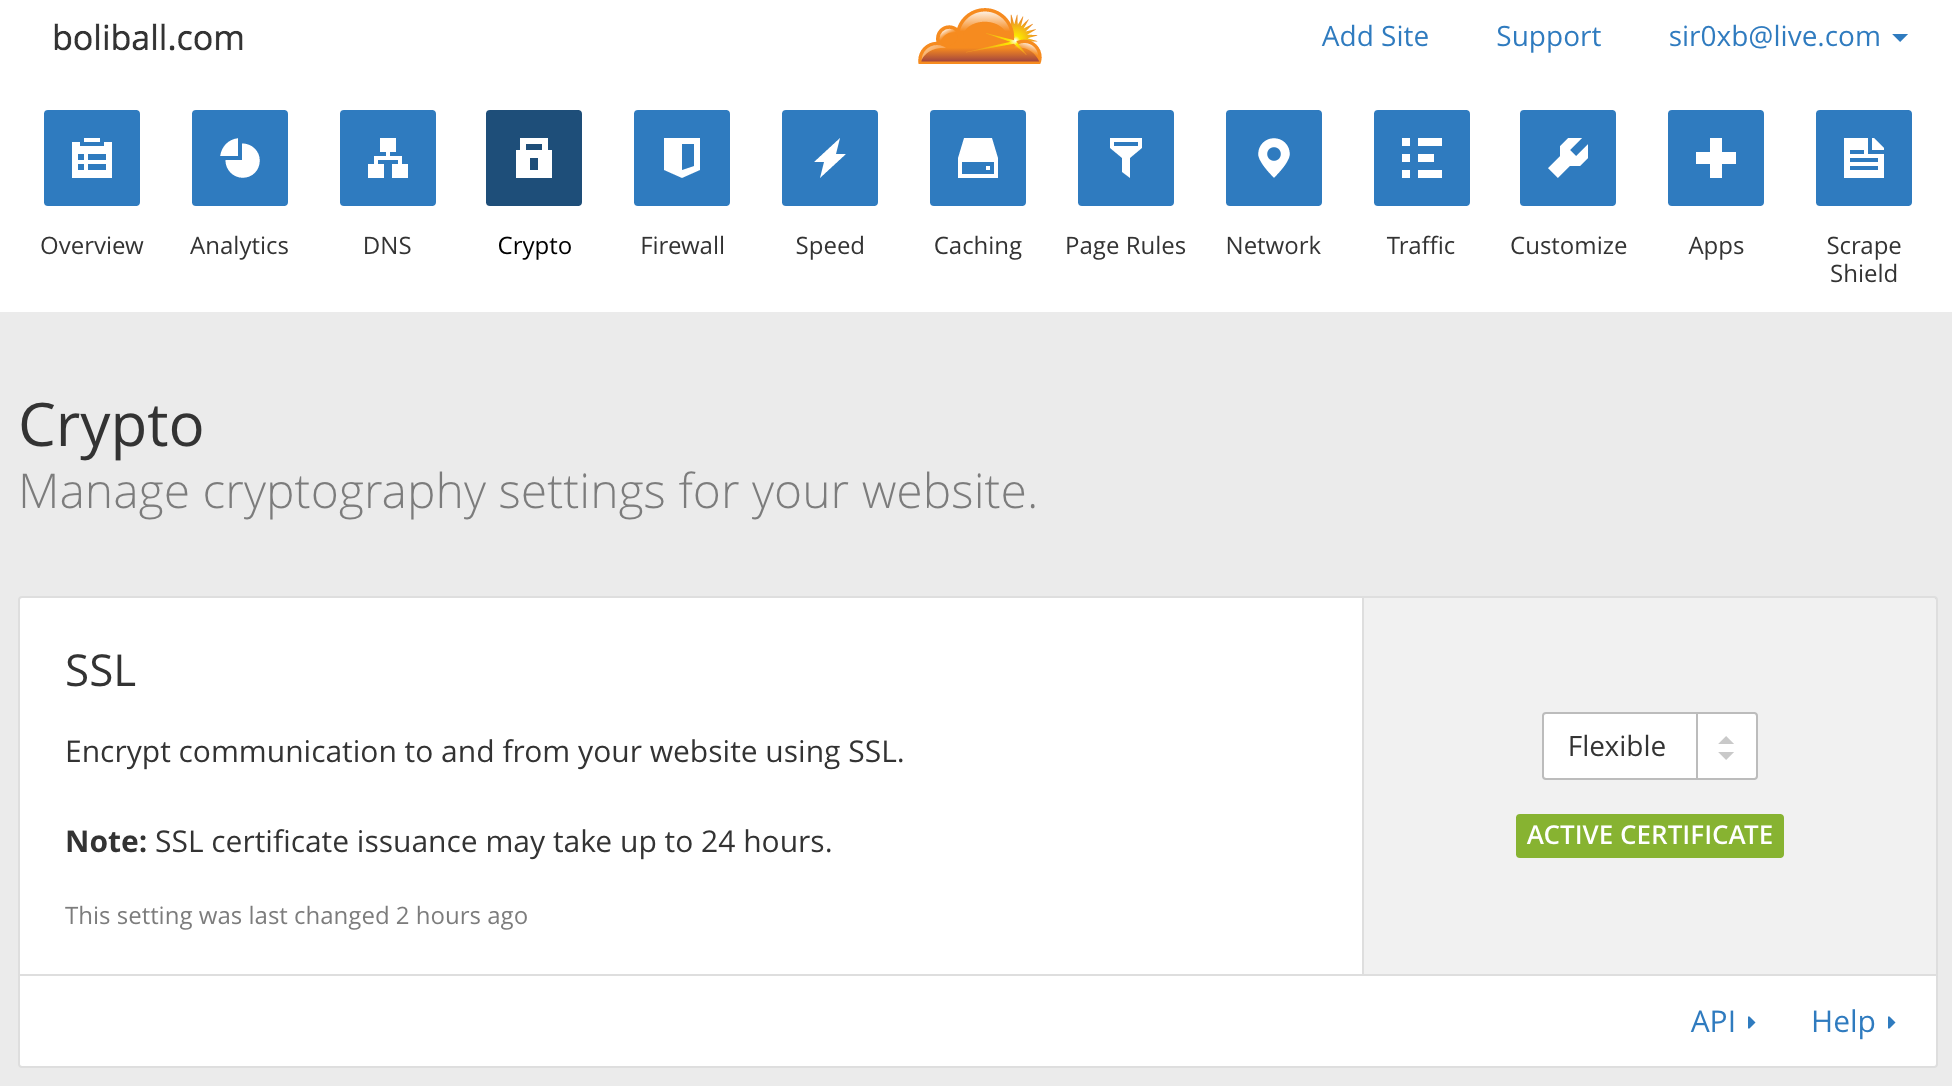 boliball.com
Add Site
Support
sir0xb@live.com
Overview
Analytics
DNS
Crypto
Firewall
Speed
Caching
Page Rules
Network
Traffic
Customize
Apps
Scrape
Shield
Crypto
Manage cryptography settings for your website.
SSL
Encrypt communication to and from your website using SSL.
Note: SSL certificate issuance may take up to 24 hours.
This setting was last changed 2 hours ago
Flexible
ACTIVE CERTIFICATE
API
Help